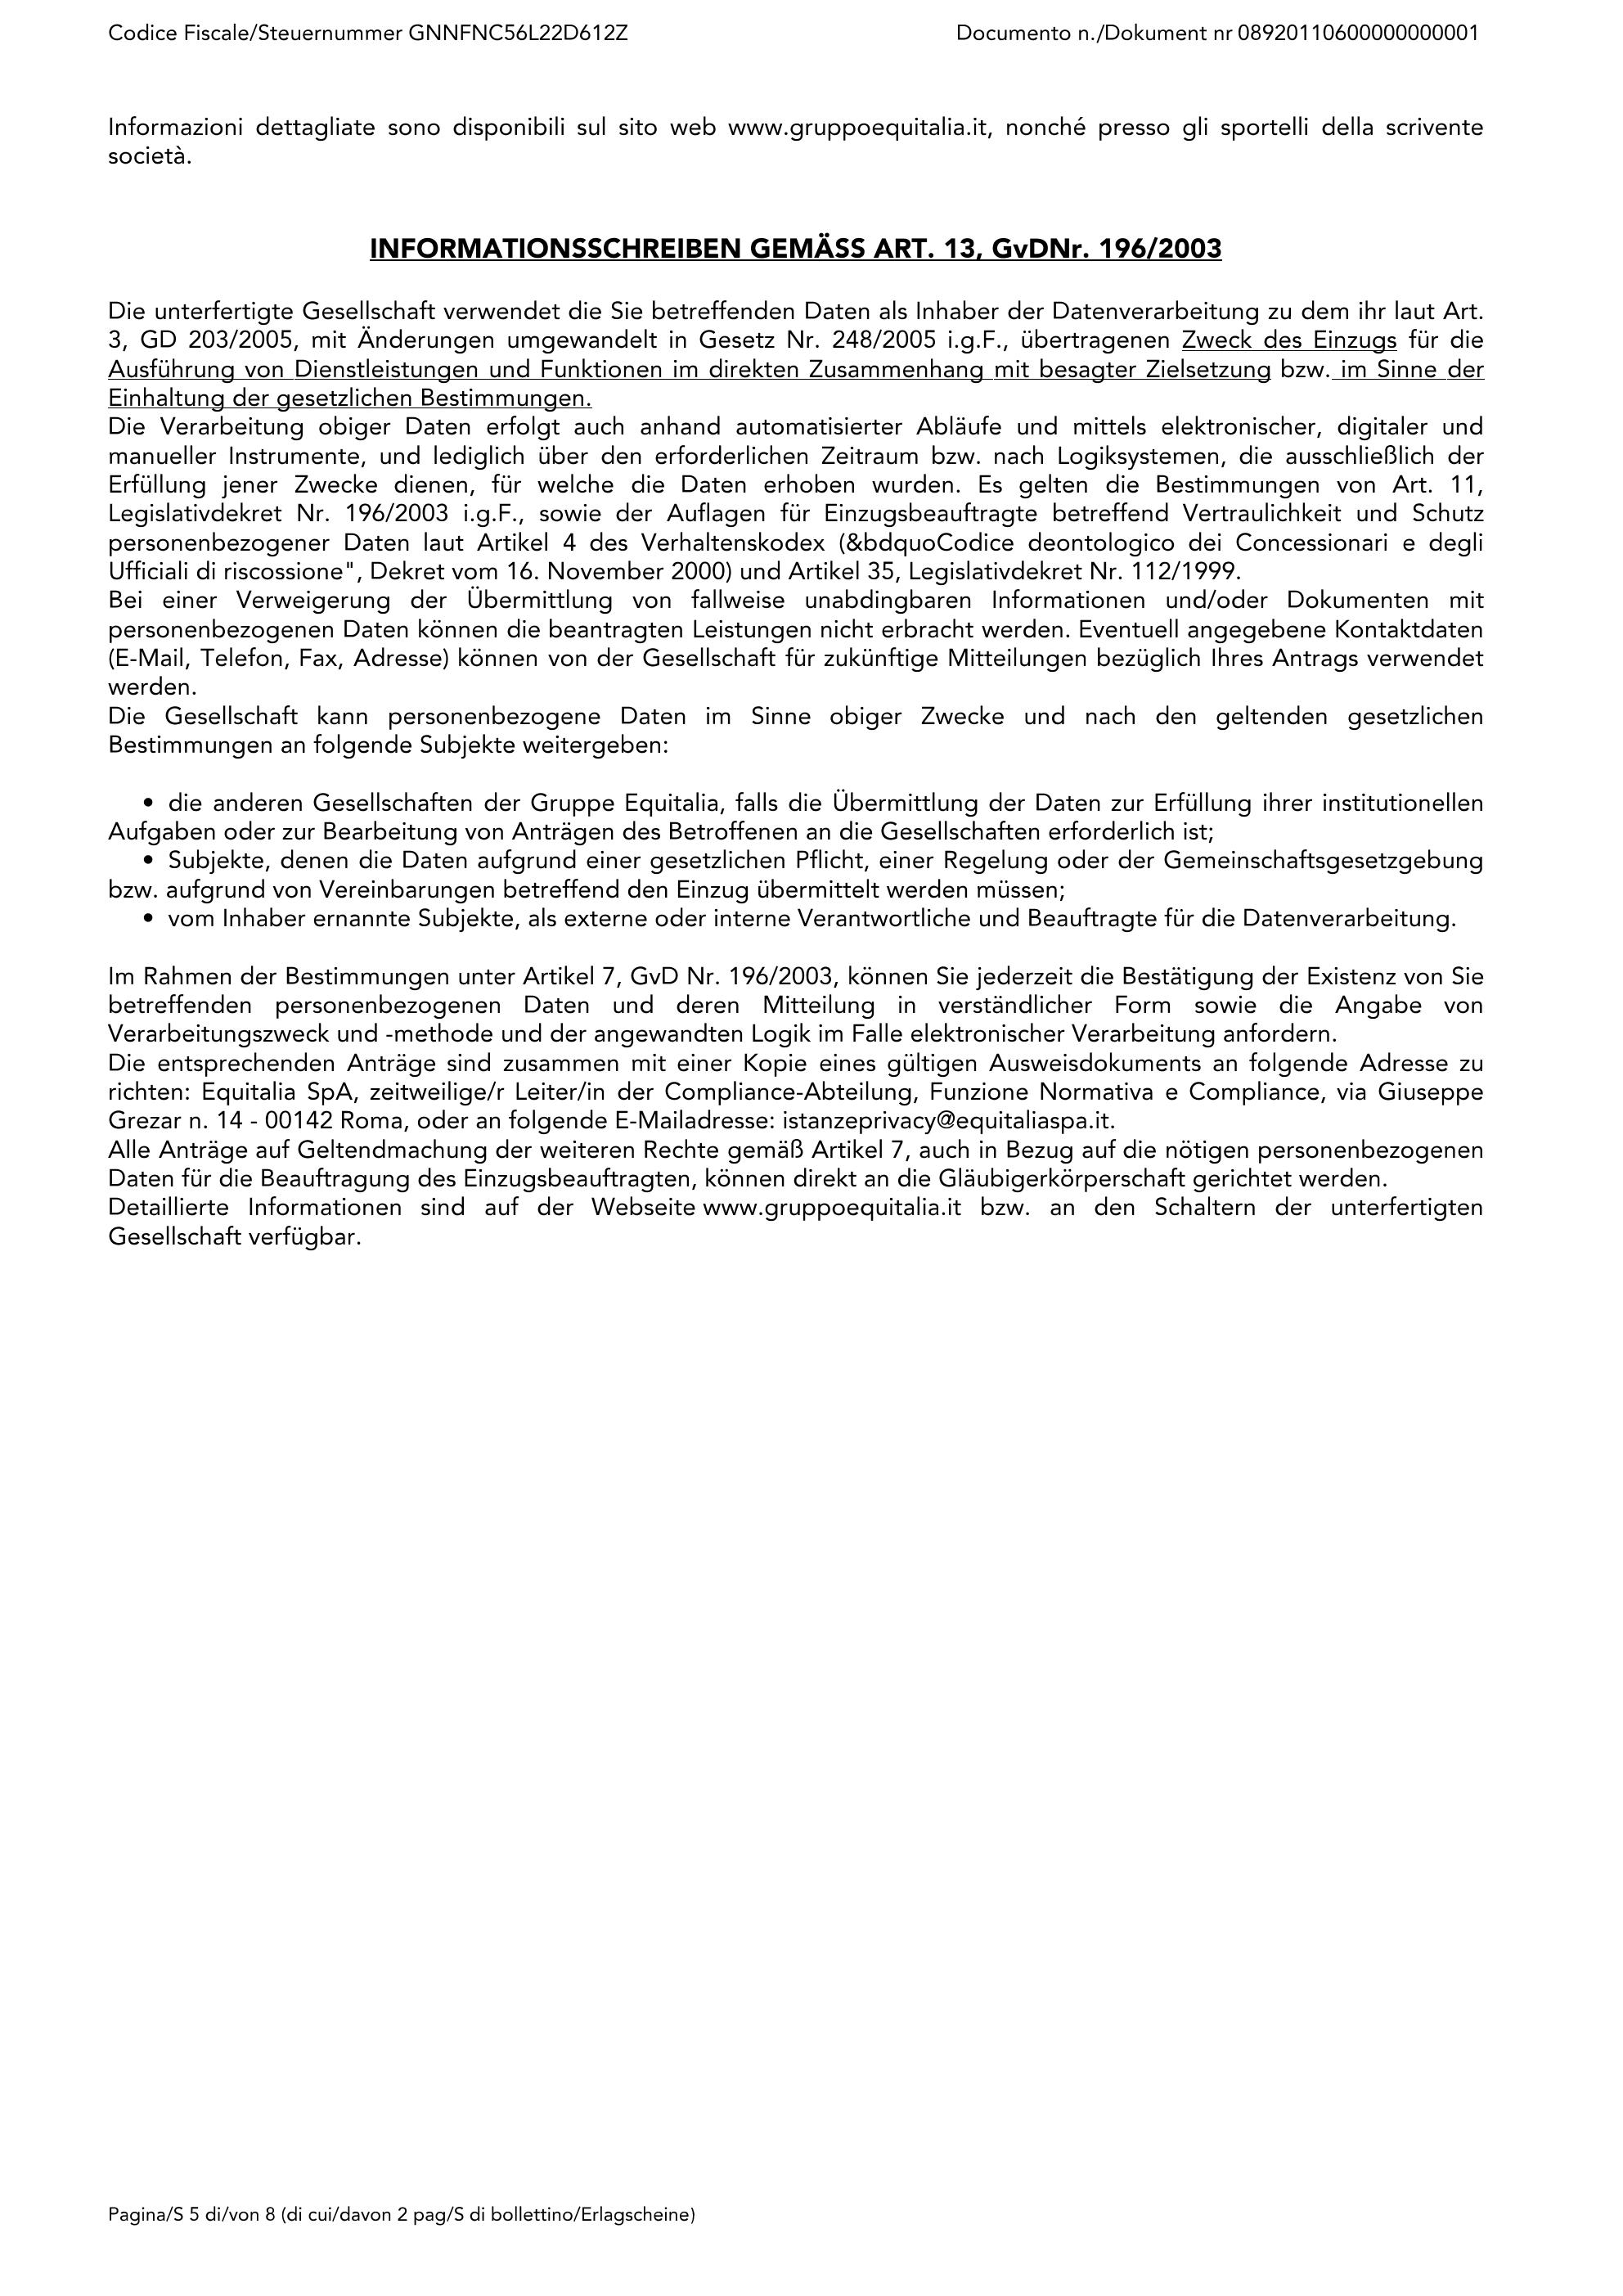 Codice Fiscale/Steuernummer GNNFNC56L22D612Z
Documento n./Dokument nr 08920110600000000001
Informazioni dettagliate sono disponibili sul sito web www.gruppoequitalia.it, nonché presso gli sportelli della scrivente
società.
INFORMATIONSSCHREIBEN GEMÄSS ART. 13, GvDNr. 196/2003
Die unterfertigte Gesellschaft verwendet die Sie betreffenden Daten als Inhaber der Datenverarbeitung zu dem ihr laut Art.
3, GD 203/2005, mit Änderungen umgewandelt in Gesetz Nr. 248/2005 i.g.F., übertragenen Zweck des Einzugs für die
Ausführung von Dienstleistungen und Funktionen im direkten Zusammenhang mit besagter Zielsetzung bzw. im Sinne der
Einhaltung der gesetzlichen Bestimmungen.
Die Verarbeitung obiger Daten erfolgt auch anhand automatisierter Abläufe und mittels elektronischer, digitaler und
manueller Instrumente, und lediglich über den erforderlichen Zeitraum bzw. nach Logiksystemen, die ausschließlich der
Erfüllung jener Zwecke dienen, für welche die Daten erhoben wurden. Es gelten die Bestimmungen von Art. 11,
Legislativdekret Nr. 196/2003 i.g.F., sowie der Auflagen für Einzugsbeauftragte betreffend Vertraulichkeit und Schutz
personenbezogener Daten laut Artikel 4 des Verhaltenskodex (&bdquoCodice deontologico dei Concessionari e degli
Ufficiali di riscossione", Dekret vom 16. November 2000) und Artikel 35, Legislativdekret Nr. 112/1999.
Bei einer Verweigerung der Übermittlung von fallweise unabdingbaren Informationen und/oder Dokumenten mit
personenbezogenen Daten können die beantragten Leistungen nicht erbracht werden. Eventuell angegebene Kontaktdaten
(E-Mail, Telefon, Fax, Adresse) können von der Gesellschaft für zukünftige Mitteilungen bezüglich Ihres Antrags verwendet
werden.
Die Gesellschaft kann personenbezogene Daten im Sinne obiger Zwecke und nach den geltenden gesetzlichen
Bestimmungen an folgende Subjekte weitergeben:
• die anderen Gesellschaften der Gruppe Equitalia, falls die Übermittlung der Daten zur Erfüllung ihrer institutionellen
Aufgaben oder zur Bearbeitung von Anträgen des Betroffenen an die Gesellschaften erforderlich ist;
• Subjekte, denen die Daten aufgrund einer gesetzlichen Pflicht, einer Regelung oder der Gemeinschaftsgesetzgebung
bzw. aufgrund von Vereinbarungen betreffend den Einzug übermittelt werden müssen;
• vom Inhaber ernannte Subjekte, als externe oder interne Verantwortliche und Beauftragte für die Datenverarbeitung.
Im Rahmen der Bestimmungen unter Artikel 7, GvD Nr. 196/2003, können Sie jederzeit die Bestätigung der Existenz von Sie
betreffenden personenbezogenen Daten und deren Mitteilung in verständlicher Form sowie die Angabe von
Verarbeitungszweck und -methode und der angewandten Logik im Falle elektronischer Verarbeitung anfordern.
Die entsprechenden Anträge sind zusammen mit einer Kopie eines gültigen Ausweisdokuments an folgende Adresse zu
richten: Equitalia SpA, zeitweilige/r Leiter/in der Compliance-Abteilung, Funzione Normativa e Compliance, via Giuseppe
Grezar n. 14 - 00142 Roma, oder an folgende E-Mailadresse: istanzeprivacy@equitaliaspa.it.
Alle Anträge auf Geltendmachung der weiteren Rechte gemäß Artikel 7, auch in Bezug auf die nötigen personenbezogenen
Daten für die Beauftragung des Einzugsbeauftragten, können direkt an die Gläubigerkörperschaft gerichtet werden.
Detaillierte Informationen sind auf der Webseite www.gruppoequitalia.it bzw. an den Schaltern der unterfertigten
Gesellschaft verfügbar.
Pagina/S 5 di/von 8 (di cui/davon 2 pag/S di bollettino/Erlagscheine)